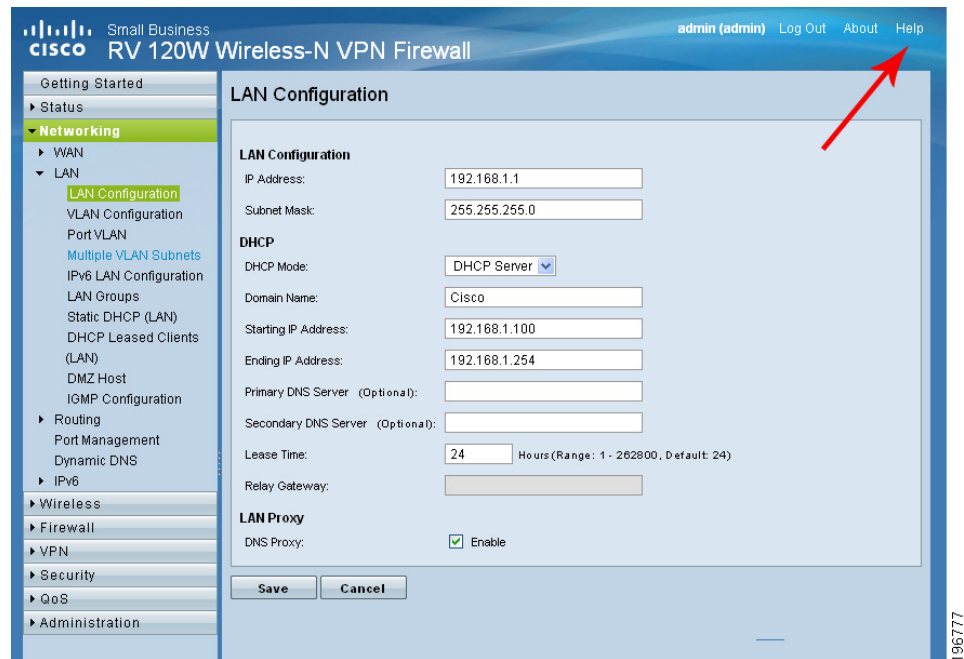 Small Business
cisco RV 120W Wireless-N VPN Firewall
admin (admin) Log Out About Help
Getting Started
Status
Networking
WAN
LAN
LAN Configuration
VLAN Configuration
Port VLAN
Multiple VLAN Subnets
IPv6 LAN Configuration
LAN Groups
Static DHCP (LAN)
DHCP Leased Clients
(LAN)
DMZ Host
IGMP Configuration
Routing
Port Management
Dynamic DNS
IPv6
Wireless
Firewall
VPN
Security
QoS
Administration
LAN Configuration
LAN Configuration
IP Address: 192.168.1.1
Subnet Mask: 255.255.255.0
DHCP
DHCP Mode: DHCP Server
Domain Name: Cisco
Starting IP Address: 192.168.1.100
Ending IP Address: 192.168.1.254
Primary DNS Server (Optional):
Secondary DNS Server (Optional):
Lease Time: 24 Hours(Range: 1 - 262800, Default: 24)
Relay Gateway:
LAN Proxy
DNS Proxy: Enable
Save Cancel
196777